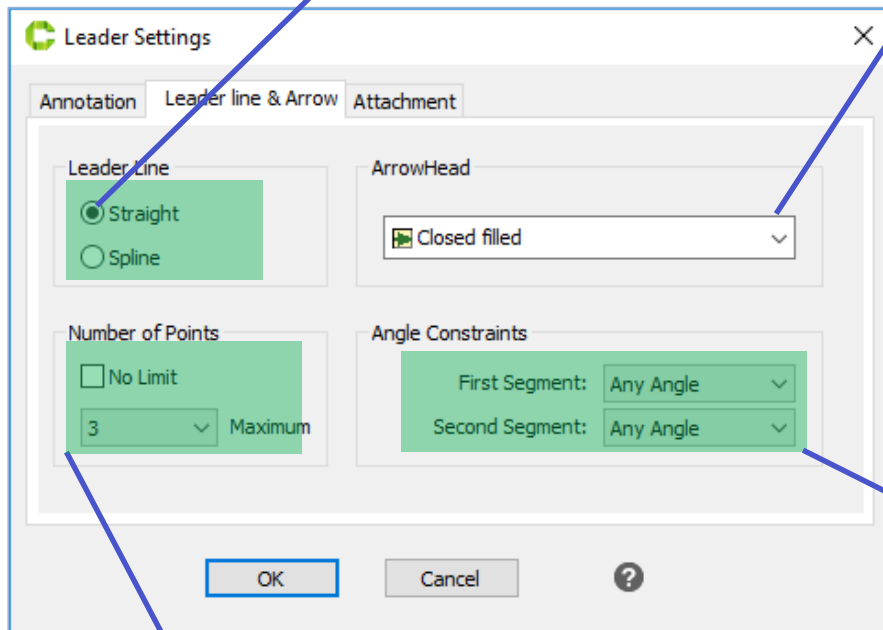 Leader Settings
Annotation Leader line & Arrow Attachment
Leader Line
Straight
Spline
ArrowHead
Closed filled
Number of Points
No Limit
3 Maximum
Angle Constraints
First Segment: Any Angle
Second Segment: Any Angle
OK Cancel ?